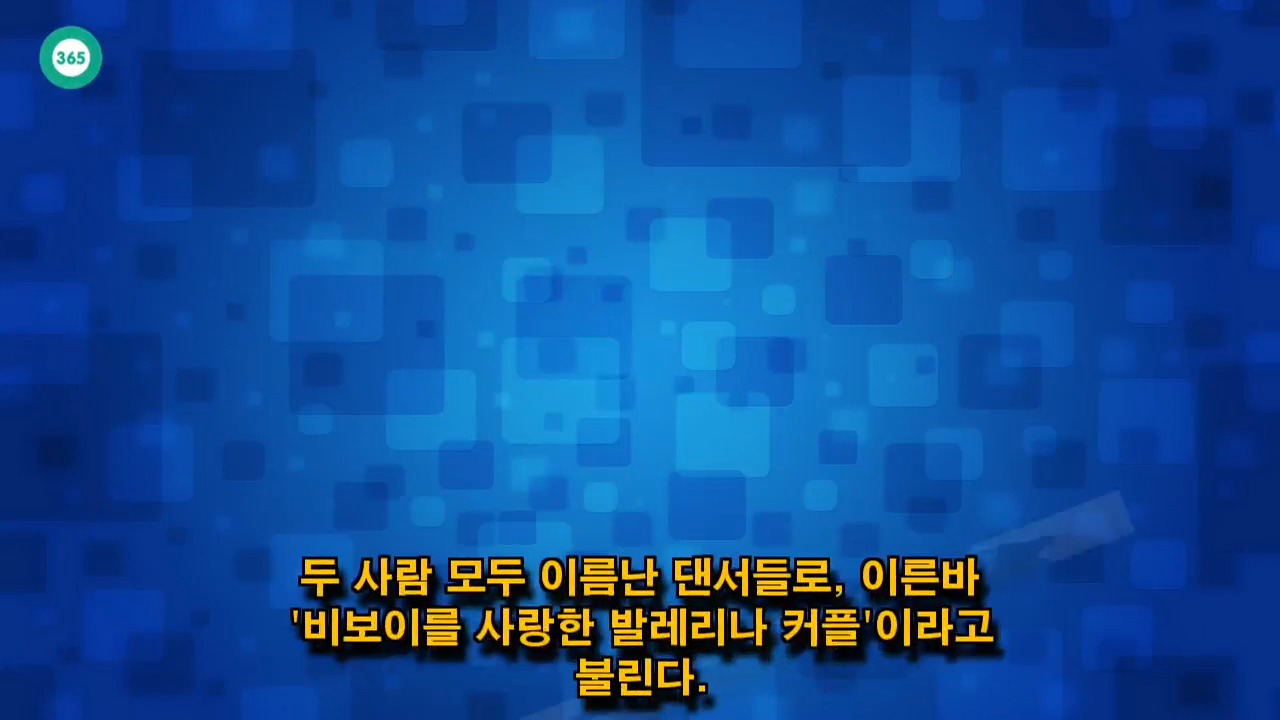 365
두 사람 모두 이름난 댄서들로, 이른바
'비보이를 사랑한 발레리나 커플'이라고
불린다.